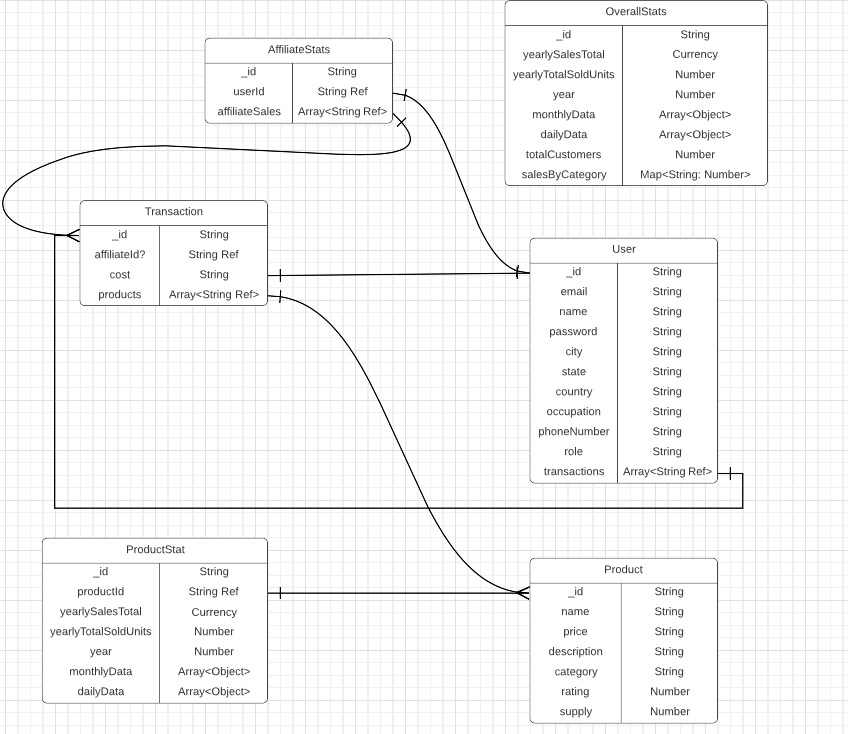 OverallStats
_id String
yearlySalesTotal Currency
yearlyTotalSoldUnits Number
year Number
monthlyData Array<Object>
dailyData Array<Object>
totalCustomers Number
salesByCategory Map<String: Number>
AffiliateStats
_id String
userId String Ref
affiliateSales Array<String Ref>
Transaction
_id String
affiliateId? String Ref
cost String
products Array<String Ref>
User
_id String
email String
name String
password String
city String
state String
country String
occupation String
phoneNumber String
role String
transactions Array<String Ref>
ProductStat
_id String
productId String Ref
yearlySalesTotal Currency
yearlyTotalSoldUnits Number
year Number
monthlyData Array<Object>
dailyData Array<Object>
Product
_id String
name String
price String
description String
category String
rating Number
supply Number